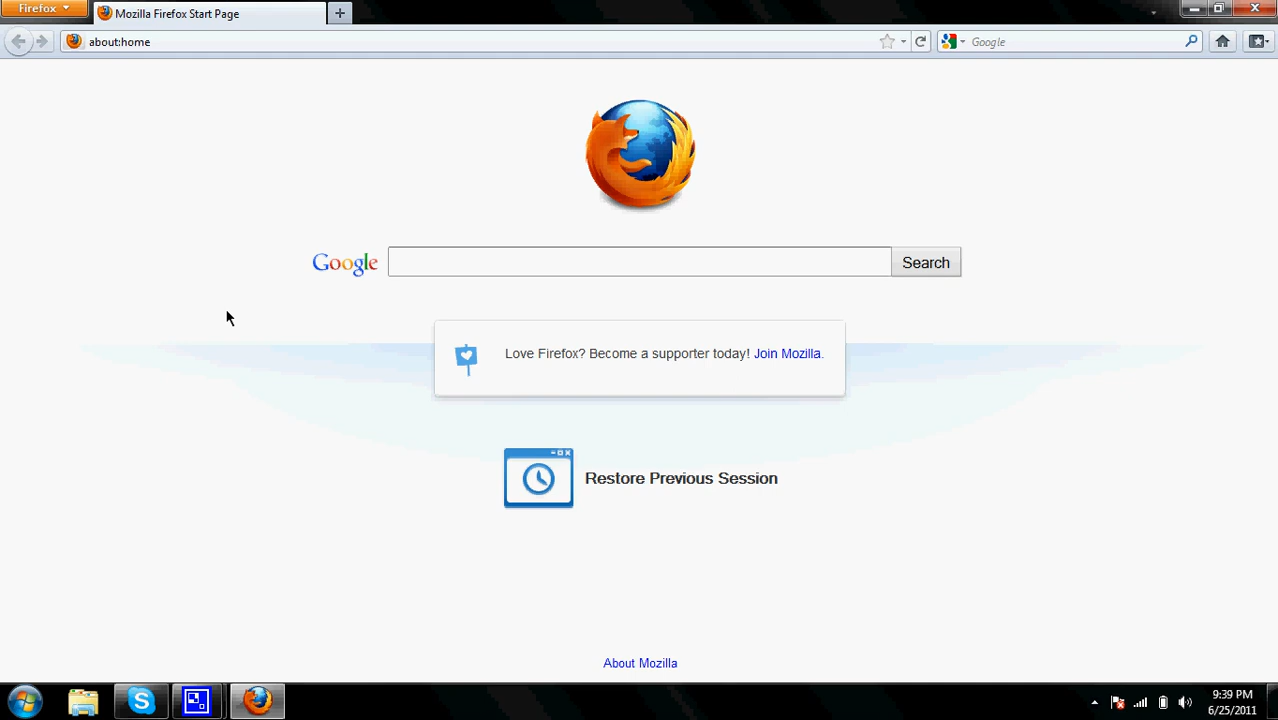 Firefox
Mozilla Firefox Start Page
about:home
Google
Google
Search
Love Firefox? Become a supporter today! Join Mozilla.
Restore Previous Session
About Mozilla
9:39 PM
6/25/2011